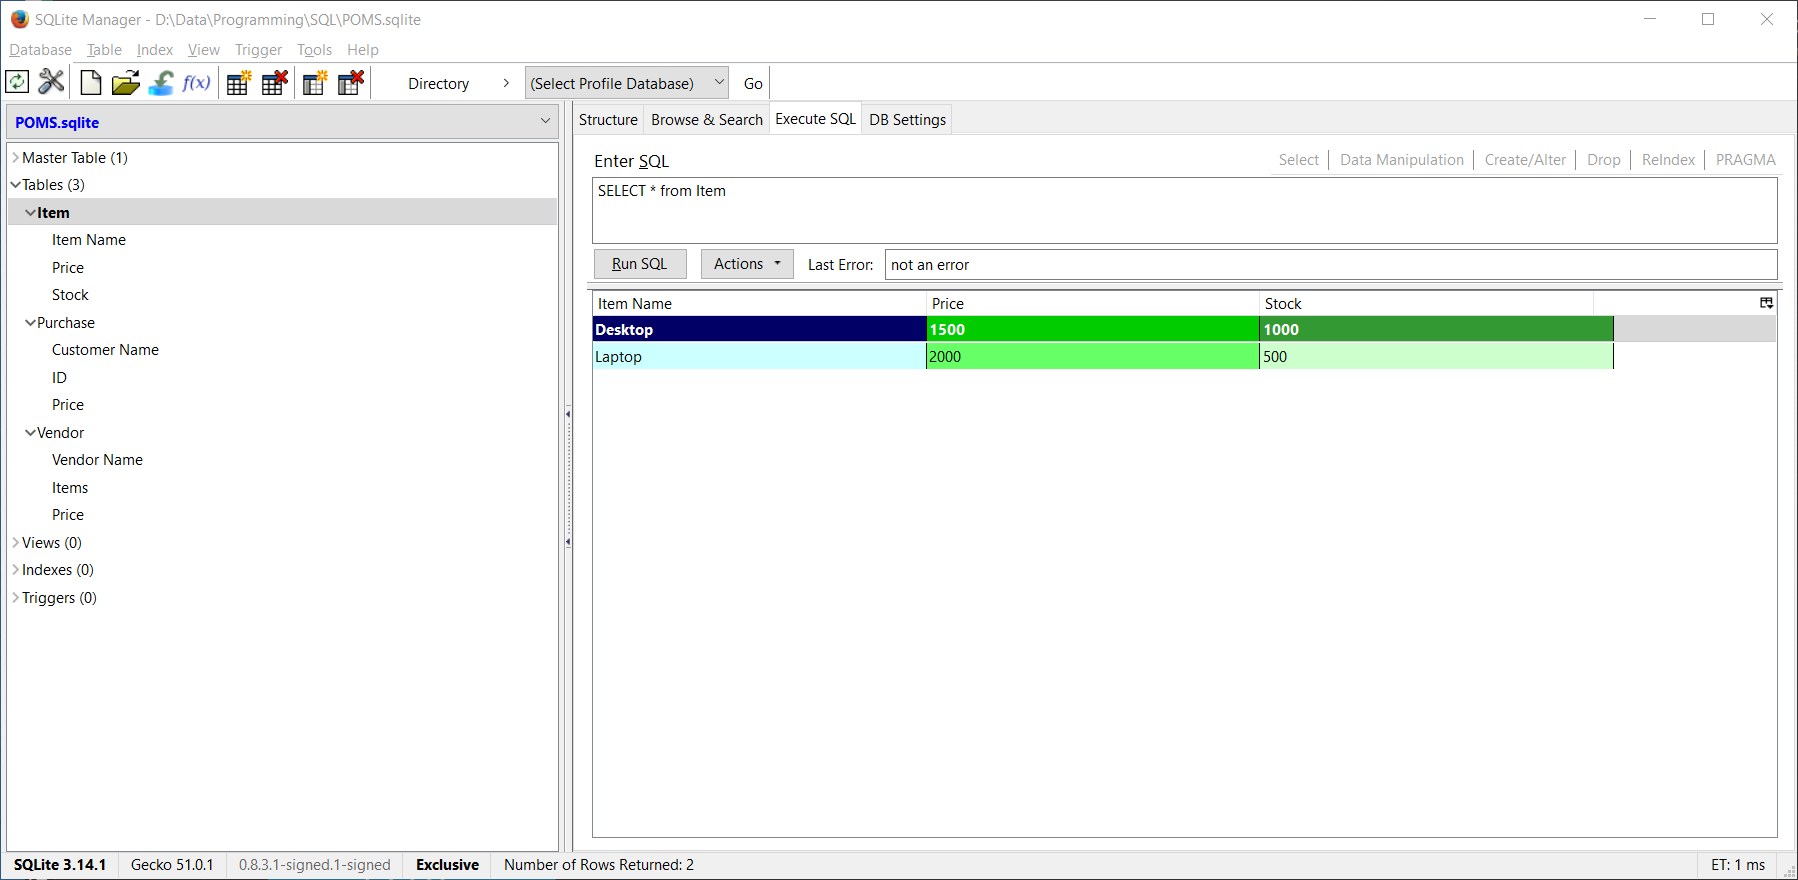 SQLite Manager - D:\Data\Programming\SQL\POMS.sqlite
Database Table Index View Trigger Tools Help
f(x) Directory > (Select Profile Database) Go
POMS.sqlite
Master Table (1)
Tables (3)
Item
Item Name
Price
Stock
Purchase
Customer Name
ID
Price
Vendor
Vendor Name
Items
Price
Views (0)
Indexes (0)
Triggers (0)
Structure Browse & Search Execute SQL DB Settings
Enter SQL
Select Data Manipulation Create/Alter Drop ReIndex PRAGMA
SELECT * from Item
Run SQL Actions Last Error: not an error
Item Name Price Stock
Desktop 1500 1000
Laptop 2000 500
SQLite 3.14.1 Gecko 51.0.1 0.8.3.1-signed.1-signed Exclusive Number of Rows Returned: 2 ET: 1 ms